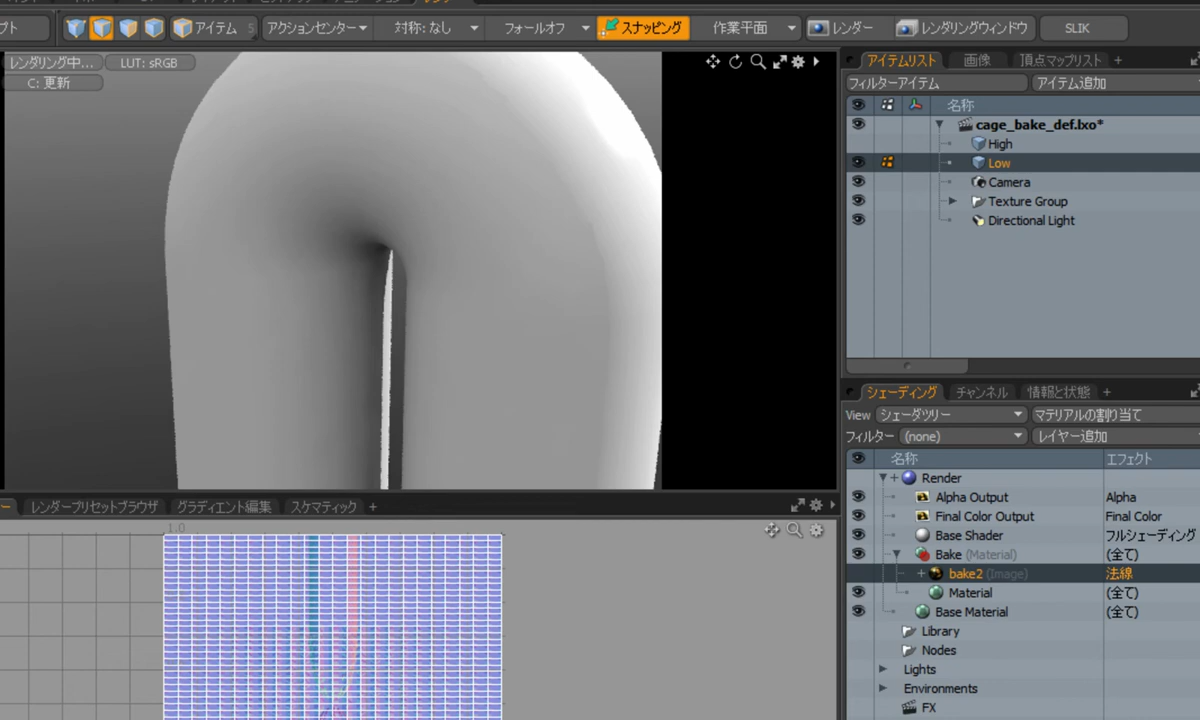 プト
アイテム
アクションセンター
対称: なし
フォールオフ
スナッピング
作業平面
レンダー
レンダリングウィンドウ
SLIK
レンダリング中...
LUT: sRGB
C: 更新
アイテムリスト
画像
頂点マップリスト
+
フィルターアイテム
アイテム追加
名称
cage_bake_def.lxo*
High
Low
Camera
Texture Group
Directional Light
シェーディング
チャンネル
情報と状態
+
View
シェーダツリー
マテリアルの割り当て
フィルター
(none)
レイヤー追加
名称
エフェクト
Render
Alpha Output
Alpha
Final Color Output
Final Color
Base Shader
フルシェーディング
Bake (Material)
(全て)
bake2 (Image)
法線
Material
(全て)
Base Material
(全て)
Library
Nodes
Lights
Environments
FX
レンダープリセットブラウザ
グラディエント編集
スケマティック
+
1.0